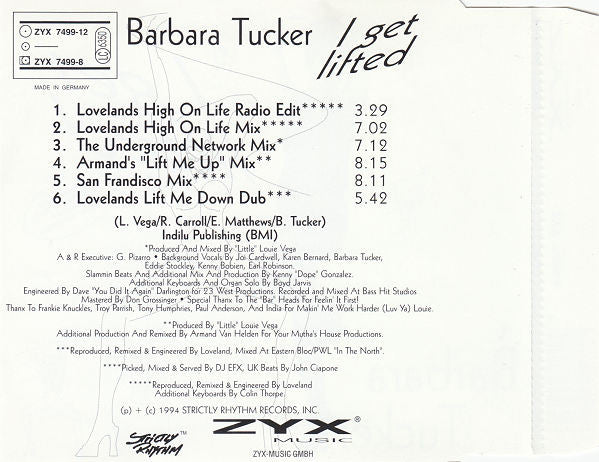 ZYX 7499-12
ZYX 7499-8
LC 6350
MADE IN GERMANY
Barbara Tucker
I get lifted
1. Lovelands High On Life Radio Edit***** 3.29
2. Lovelands High On Life Mix*** 7.02
3. The Underground Network Mix* 7.12
4. Armand's "Lift Me Up" Mix** 8.15
5. San Frandisco Mix**** 8.11
6. Lovelands Lift Me Down Dub*** 5.42
(L. Vega/R. Carroll/E. Matthews/B. Tucker)
Indilu Publishing (BMI)
*Produced And Mixed By "Little" Louie Vega
A & R Executive: G. Pizarro • Background Vocals By Joi Cardwell, Karen Bernard, Barbara Tucker,
Eddie Stockley, Kenny Bobien, Earl Robinson.
Slammin Beats And Additional Mix And Production By Kenny "Dope" Gonzalez.
Additional Keyboards And Organ Solo By Boyd Jarvis
Engineered By Dave "You Did It Again" Darlington for 23 West Productions. Recorded and Mixed At Bass Hit Studios
Mastered By Don Grossinger • Special Thanx To The "Bar" Heads For Feelin' It First!
Thanx To Frankie Knuckles, Troy Parrish, Tony Humphries, Paul Anderson, And India For Makin' Me Work Harder (Luv Ya) Louie.
**Produced By "Little" Louie Vega
Additional Production And Remixed By Armand Van Helden For Your Mutha's House Productions.
***Reproduced, Remixed & Engineered By Loveland, Mixed At Eastern Bloc/PWL "In The North".
****Picked, Mixed & Served By DJ EFX, UK Beats By John Ciapone
*****Reproduced, Remixed & Engineered By Loveland
Additional Keyboards By Colin Thorpe.
(p) + (c) 1994 STRICTLY RHYTHM RECORDS, INC.
STRICTLY RHYTHM™
ZYX MUSIC
ZYX-MUSIC GMBH